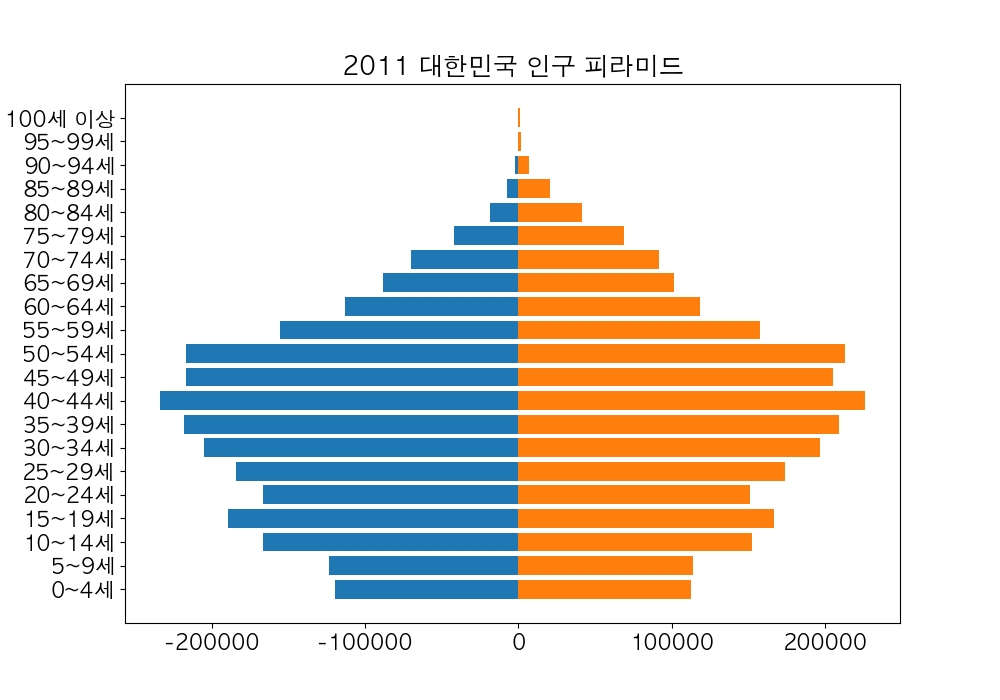 2011 대한민국 인구 피라미드
100세 이상
95~99세
90~94세
85~89세
80~84세
75~79세
70~74세
65~69세
60~64세
55~59세
50~54세
45~49세
40~44세
35~39세
30~34세
25~29세
20~24세
15~19세
10~14세
5~9세
0~4세
-200000 -100000 0 100000 200000